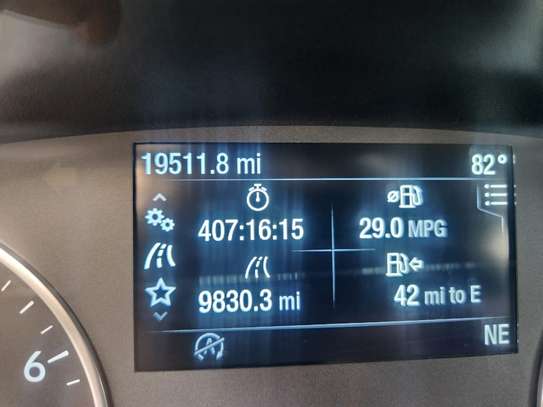 19511.8 mi 82°
407:16:15 29.0 MPG
9830.3 mi 42 mi to E
A NE
6